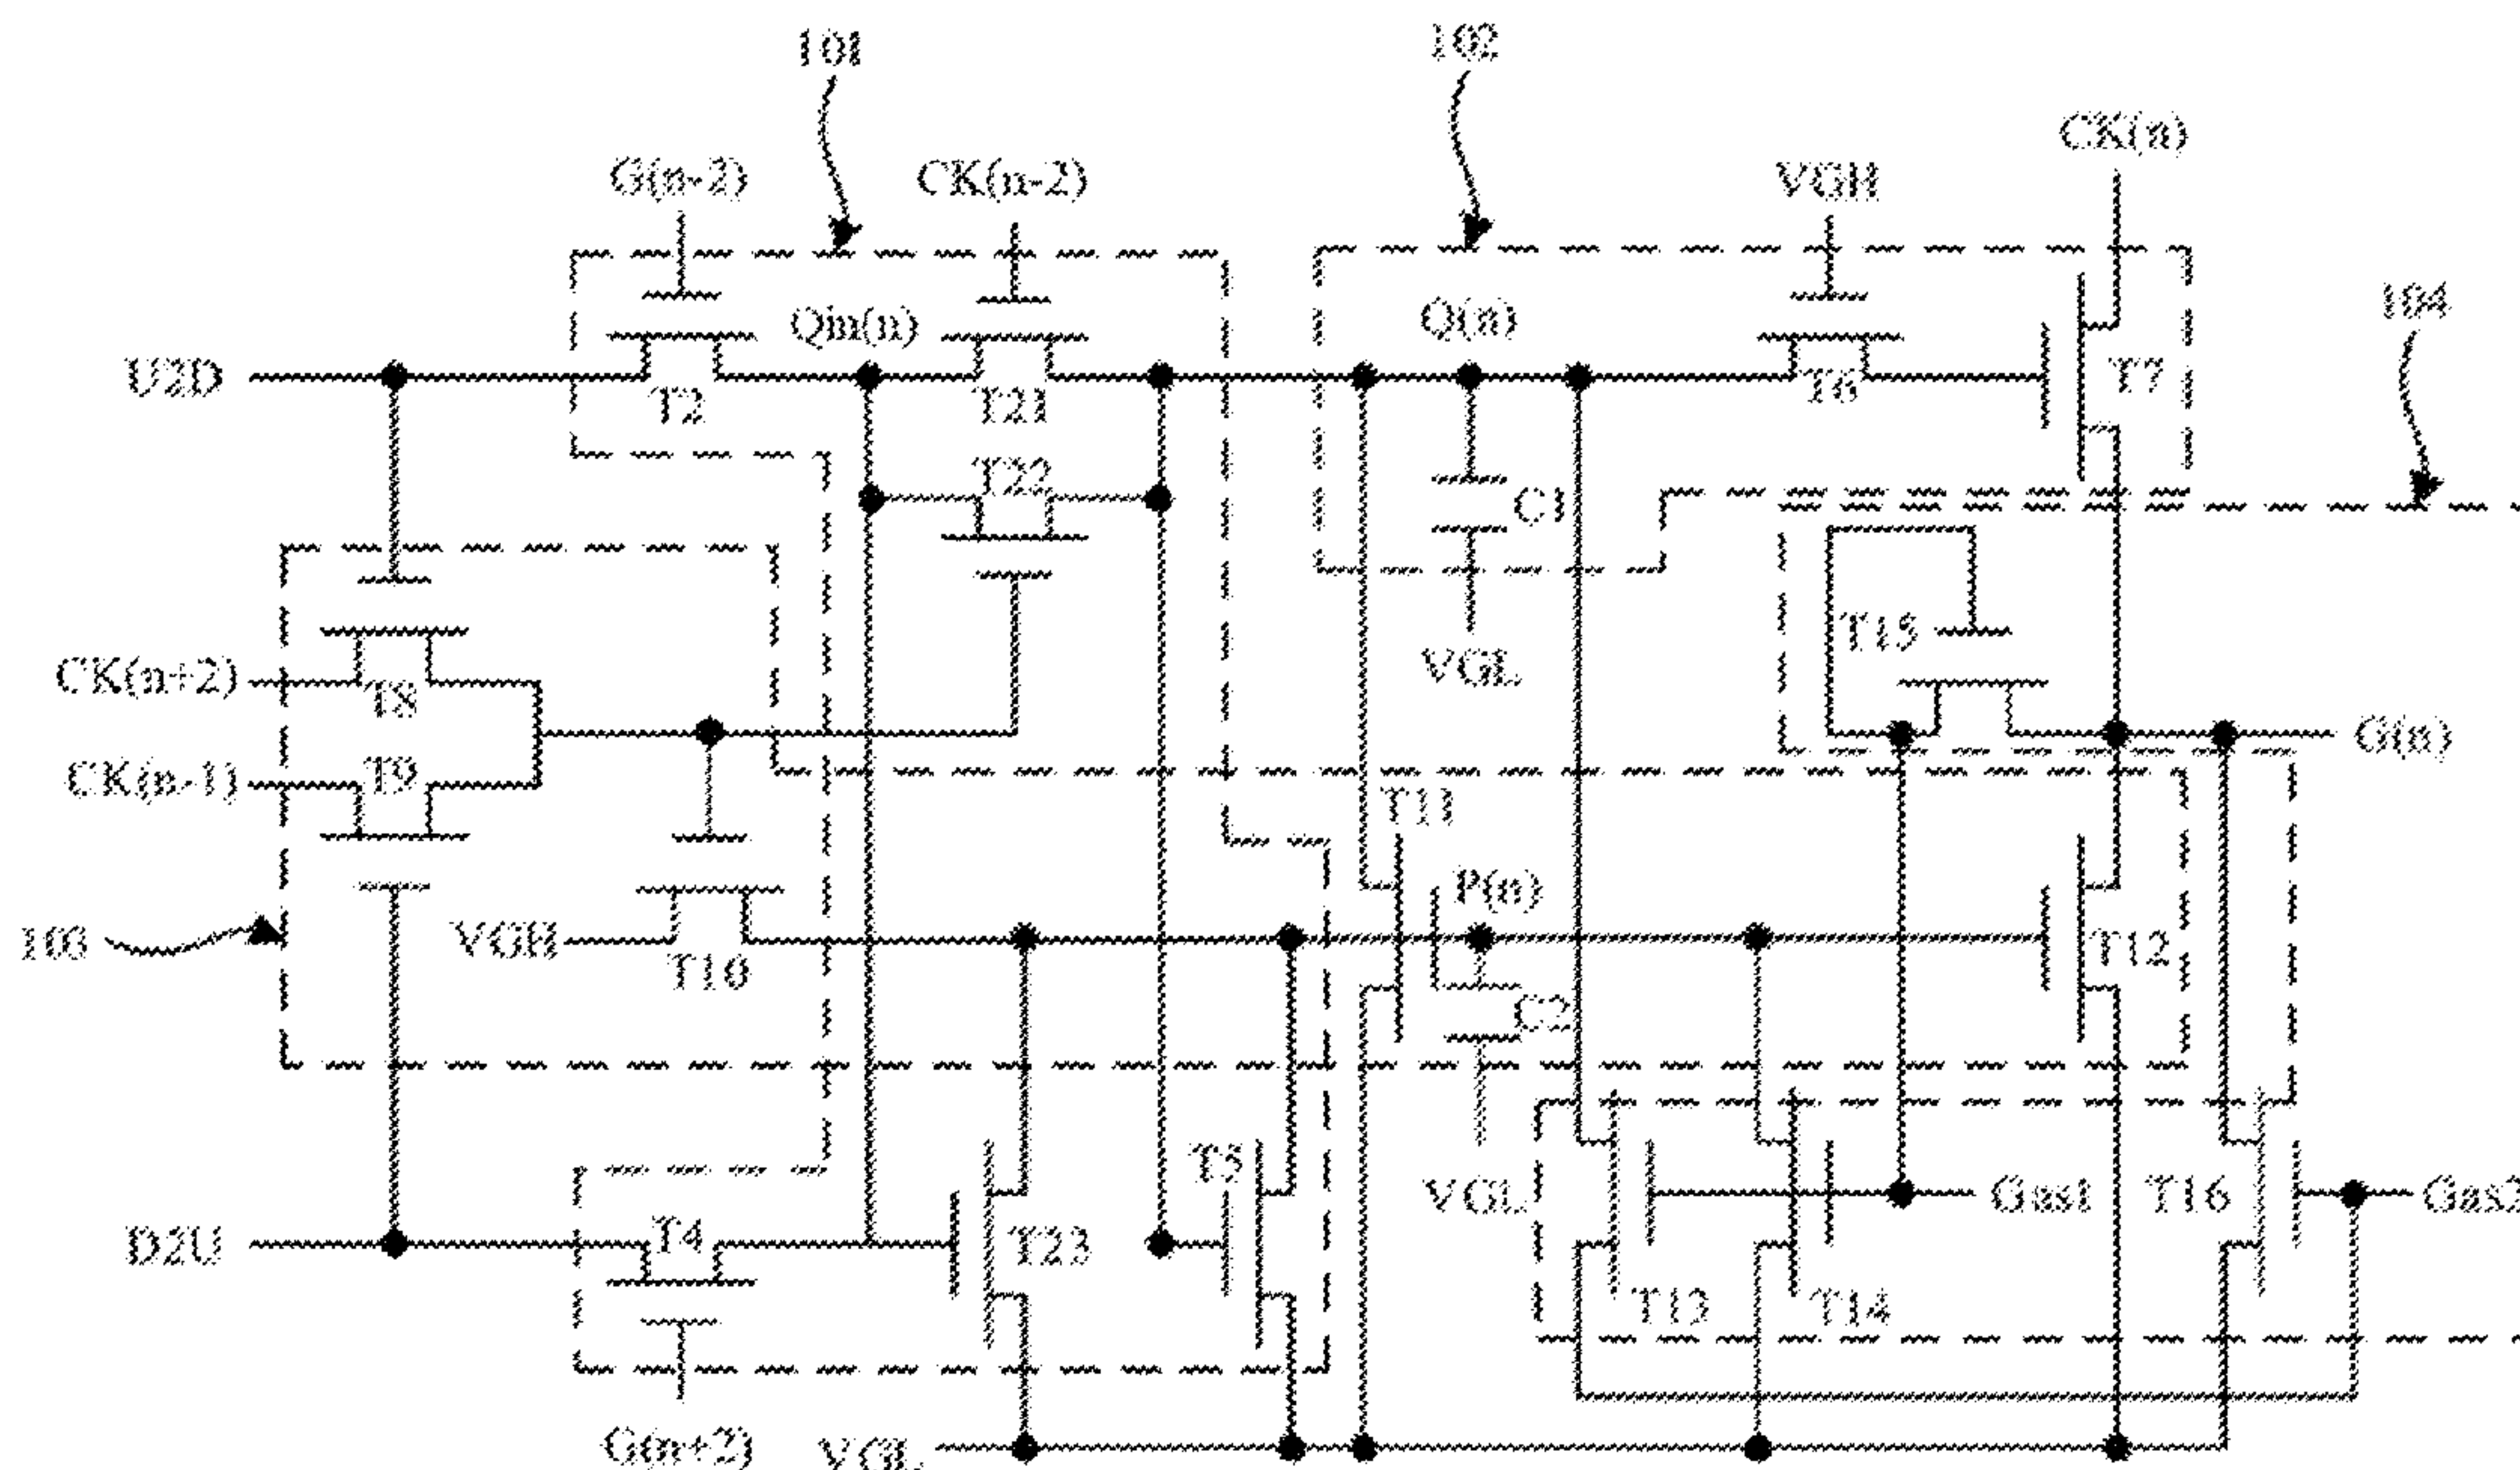 101
102
CK(n)
G(n-2)
CK(n-2)
VGH
104
Qin(n)
Q(n)
U2D
T2
T21
T6
T7
T22
C1
T15
CK(n+2)
T8
VGL
G(n)
CK(n-1)
T9
T11
P(n)
103
VGH
T10
T12
C2
T5
VGL
Gas1
T16
Gas2
D2U
T4
T23
T13
T14
G(n+2)
VGL